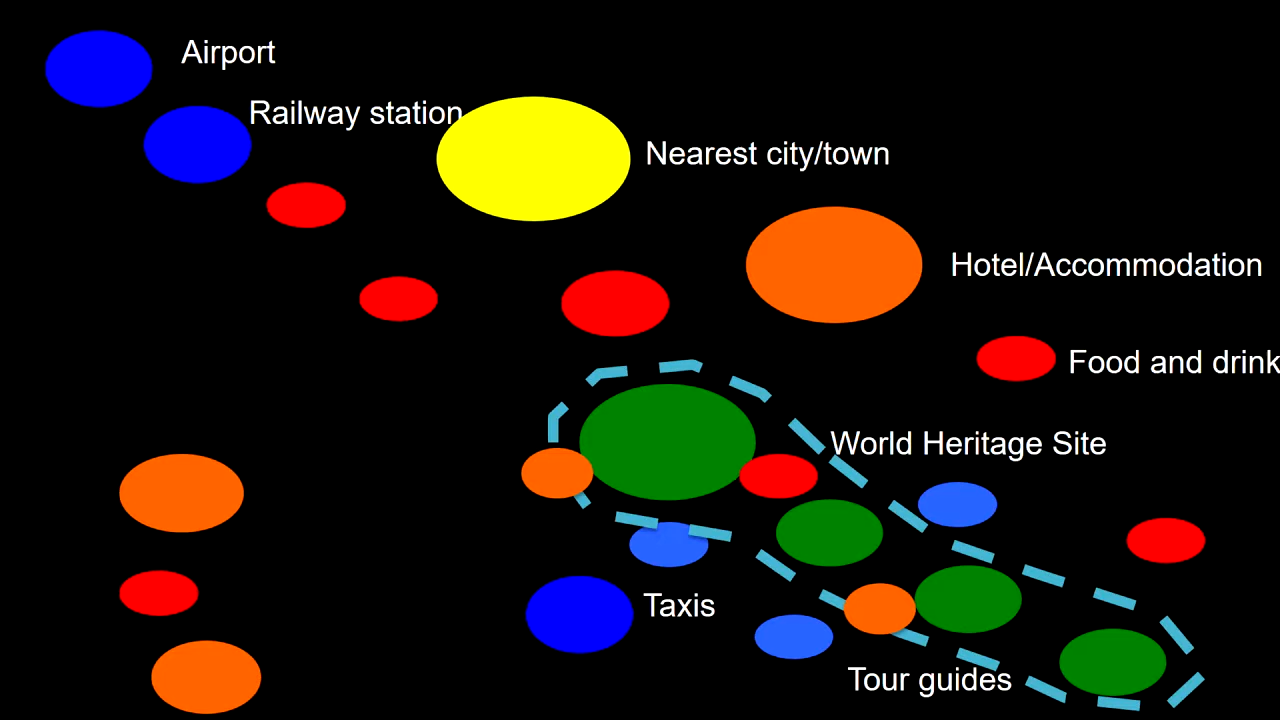 Airport
Railway station
Nearest city/town
Hotel/Accommodation
Food and drink
World Heritage Site
Taxis
Tour guides